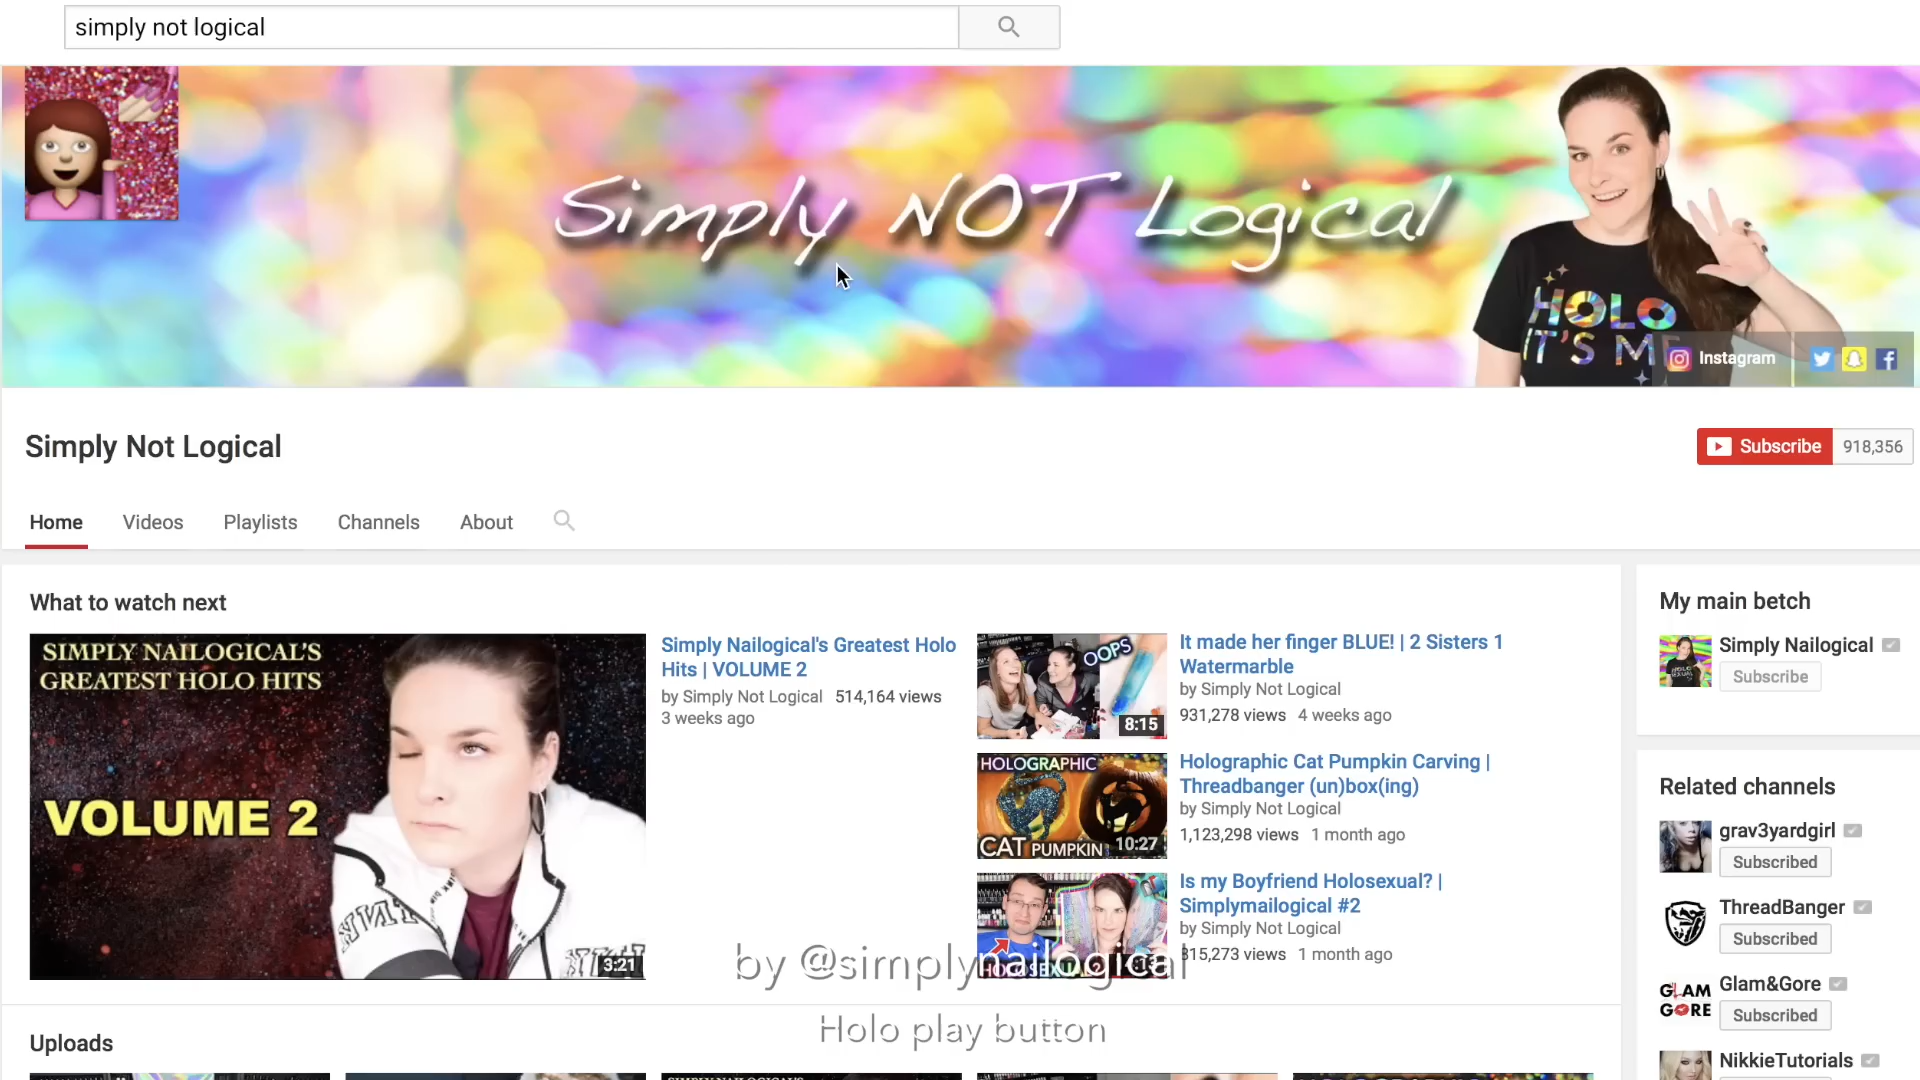 simply not logical
Simply NOT Logical
HOLO
IT'S ME
Instagram
Simply Not Logical
Subscribe 918,356
Home Videos Playlists Channels About
What to watch next
SIMPLY NAILOGICAL'S
GREATEST HOLO HITS
VOLUME 2
3:21
Simply Nailogical's Greatest Holo
Hits | VOLUME 2
by Simply Not Logical 514,164 views
3 weeks ago
OOPS
8:15
It made her finger BLUE! | 2 Sisters 1
Watermarble
by Simply Not Logical
931,278 views 4 weeks ago
HOLOGRAPHIC
CAT PUMPKIN
10:27
Holographic Cat Pumpkin Carving |
Threadbanger (un)box(ing)
by Simply Not Logical
1,123,298 views 1 month ago
Is my Boyfriend Holosexual? |
Simplymailogical #2
by Simply Not Logical
815,273 views 1 month ago
by @simplynailogical
Holo play button
Uploads
My main betch
Simply Nailogical
Subscribe
Related channels
grav3yardgirl
Subscribed
ThreadBanger
Subscribed
GLAM
GORE
Glam&Gore
Subscribed
NikkieTutorials